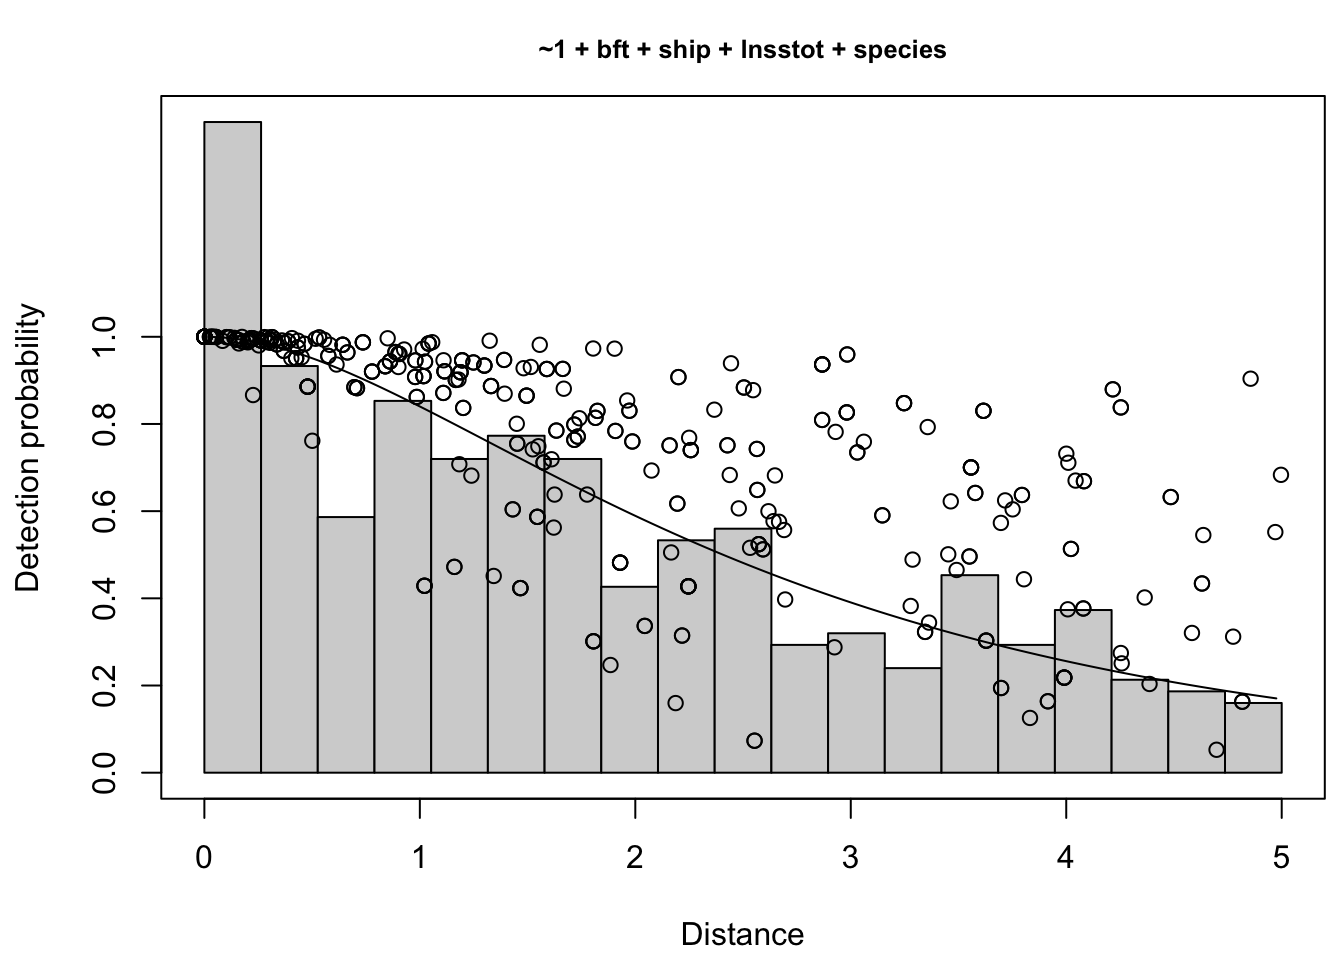 ~1 + bft + ship + lnsstot + species
Detection probability
1.0
0.8
0.6
0.4
0.2
0.0
0 1 2 3 4 5
Distance